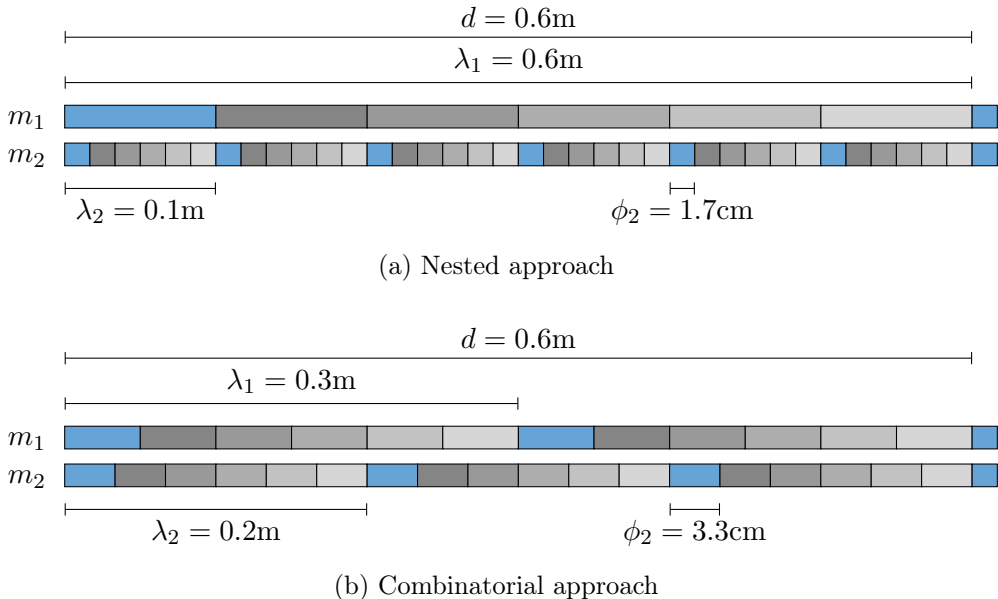 d = 0.6m
λ₁ = 0.6m
m₁
m₂
λ₂ = 0.1m ϕ₂ = 1.7cm
(a) Nested approach
d = 0.6m
λ₁ = 0.3m
m₁
m₂
λ₂ = 0.2m ϕ₂ = 3.3cm
(b) Combinatorial approach